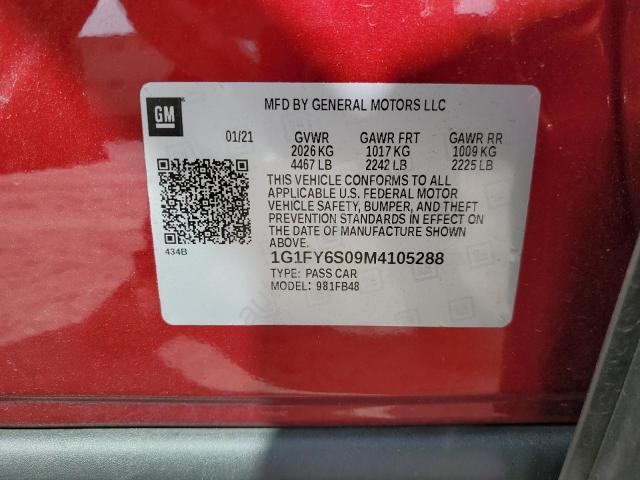 MFD BY GENERAL MOTORS LLC
GM
01/21 GVWR GAWR FRT GAWR RR
2026 KG 1017 KG 1009 KG
4467 LB 2242 LB 2225 LB
THIS VEHICLE CONFORMS TO ALL
APPLICABLE U.S. FEDERAL MOTOR
VEHICLE SAFETY, BUMPER, AND THEFT
PREVENTION STANDARDS IN EFFECT ON
THE DATE OF MANUFACTURE SHOWN
ABOVE.
434B
1G1FY6S09M4105288
TYPE: PASS CAR
MODEL: 981FB48